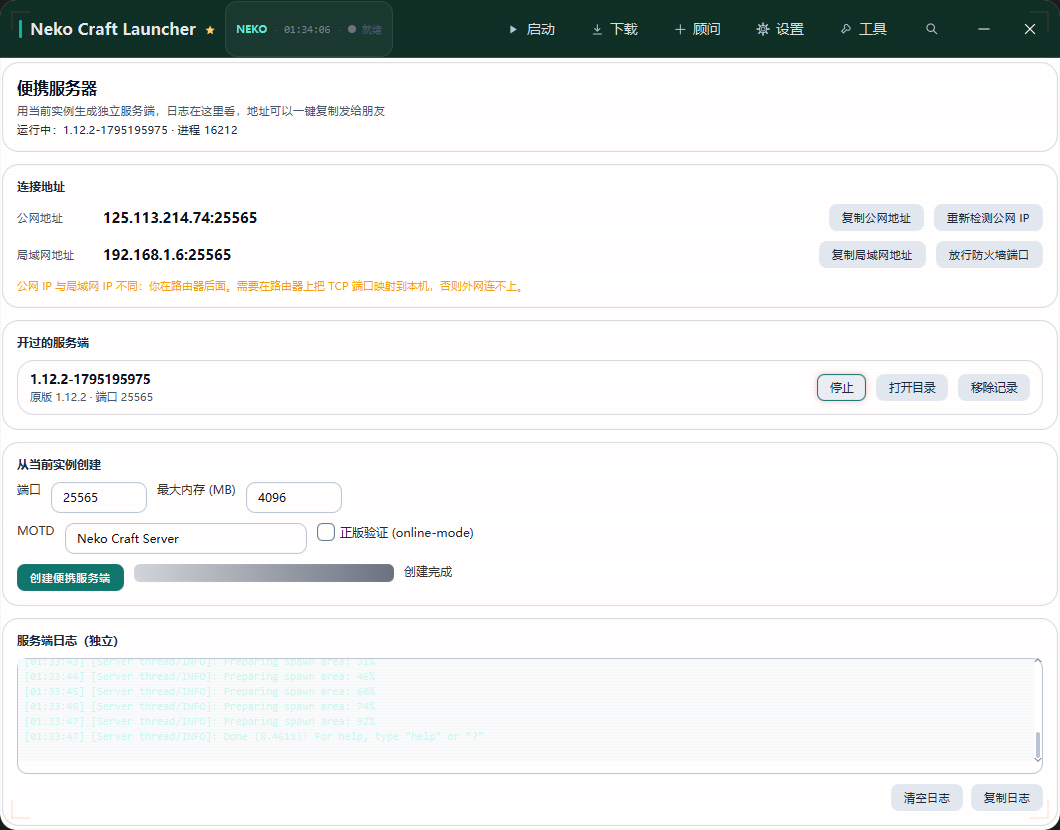 Neko Craft Launcher ★ NEKO · 01:34:06 · 就绪 启动 下载 顾问 设置 工具
便携服务器
用当前实例生成独立服务端，日志在这里看，地址可以一键复制发给朋友
运行中：1.12.2-1795195975 · 进程 16212
连接地址
公网地址 125.113.214.74:25565 复制公网地址 重新检测公网 IP
局域网地址 192.168.1.6:25565 复制局域网地址 放行防火墙端口
公网 IP 与局域网 IP 不同：你在路由器后面。需要在路由器上把 TCP 端口映射到本机，否则外网连不上。
开过的服务端
1.12.2-1795195975
原版 1.12.2 · 端口 25565
停止 打开目录 移除记录
从当前实例创建
端口 25565 最大内存 (MB) 4096
MOTD Neko Craft Server 正版验证 (online-mode)
创建便携服务端 创建完成
服务端日志（独立）
[01:33:43] [Server thread/INFO]: Preparing spawn area: 31%
[01:33:44] [Server thread/INFO]: Preparing spawn area: 46%
[01:33:45] [Server thread/INFO]: Preparing spawn area: 60%
[01:33:46] [Server thread/INFO]: Preparing spawn area: 74%
[01:33:47] [Server thread/INFO]: Preparing spawn area: 92%
[01:33:47] [Server thread/INFO]: Done (8.461s)! For help, type "help" or "?"
清空日志 复制日志